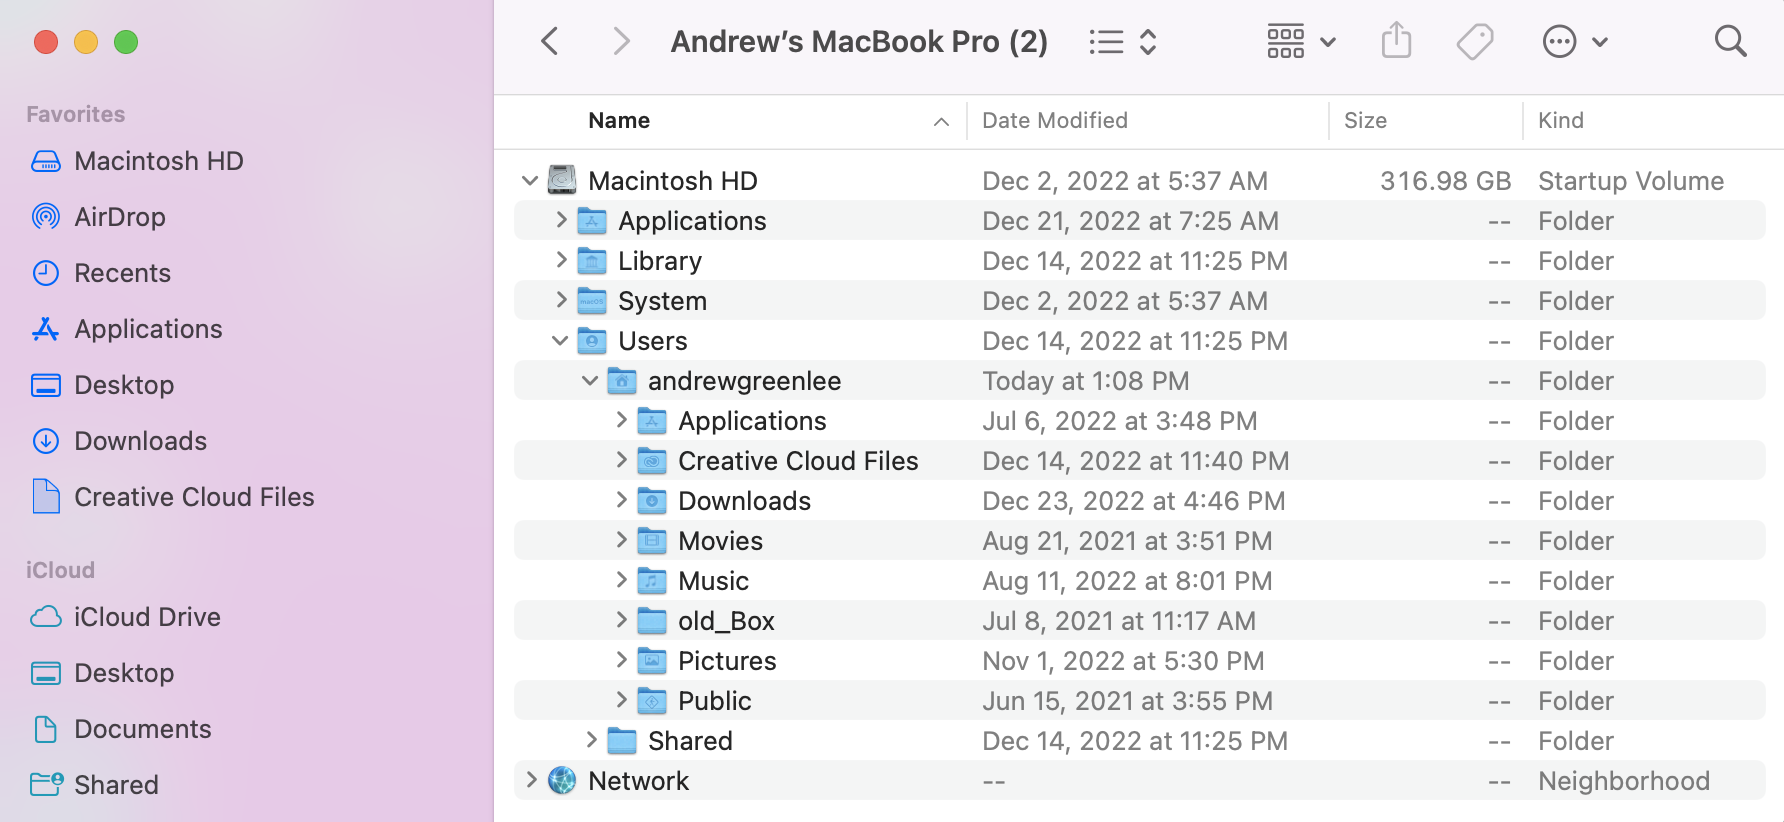 Andrew’s MacBook Pro (2)
Favorites
Macintosh HD
AirDrop
Recents
Applications
Desktop
Downloads
Creative Cloud Files
iCloud
iCloud Drive
Desktop
Documents
Shared
Name Date Modified Size Kind
Macintosh HD Dec 2, 2022 at 5:37 AM 316.98 GB Startup Volume
Applications Dec 21, 2022 at 7:25 AM -- Folder
Library Dec 14, 2022 at 11:25 PM -- Folder
System Dec 2, 2022 at 5:37 AM -- Folder
Users Dec 14, 2022 at 11:25 PM -- Folder
andrewgreenlee Today at 1:08 PM -- Folder
Applications Jul 6, 2022 at 3:48 PM -- Folder
Creative Cloud Files Dec 14, 2022 at 11:40 PM -- Folder
Downloads Dec 23, 2022 at 4:46 PM -- Folder
Movies Aug 21, 2021 at 3:51 PM -- Folder
Music Aug 11, 2022 at 8:01 PM -- Folder
old_Box Jul 8, 2021 at 11:17 AM -- Folder
Pictures Nov 1, 2022 at 5:30 PM -- Folder
Public Jun 15, 2021 at 3:55 PM -- Folder
Shared Dec 14, 2022 at 11:25 PM -- Folder
Network -- -- Neighborhood